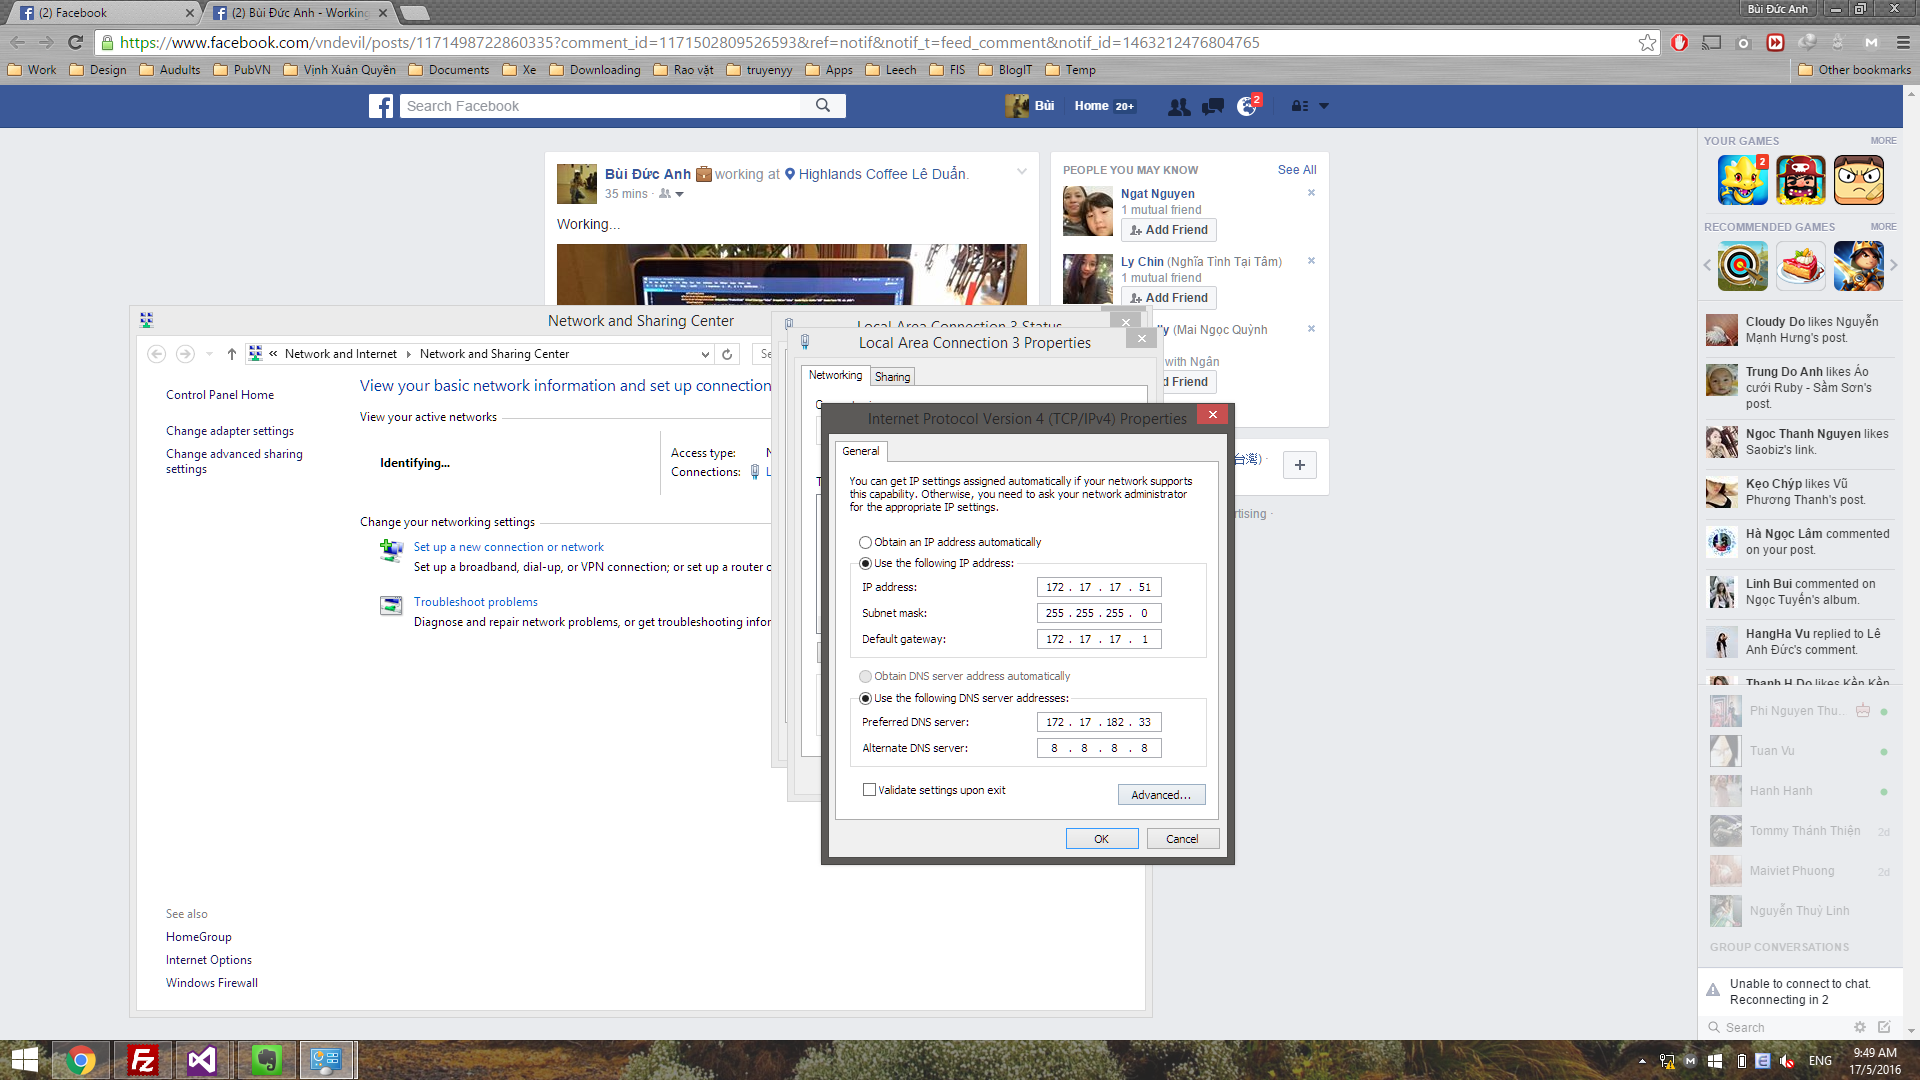 (2) Facebook
(2) Bùi Đức Anh - Working
Bùi Đức Anh
https://www.facebook.com/vndevil/posts/1171498722860335?comment_id=1171502809526593&ref=notif&notif_t=feed_comment&notif_id=1463212476804765
Work
Design
Audults
PubVN
Vịnh Xuân Quyền
Documents
Xe
Downloading
Rao vặt
truyenyy
Apps
Leech
FIS
BlogIT
Temp
Other bookmarks
Search Facebook
Bùi
Home 20+
2
Bùi Đức Anh working at Highlands Coffee Lê Duẩn.
35 mins ·
Working...
PEOPLE YOU MAY KNOW
See All
Ngat Nguyen
1 mutual friend
Add Friend
Ly Chin (Nghĩa Tình Tại Tâm)
1 mutual friend
Add Friend
lly (Mai Ngọc Quỳnh
with Ngân
d Friend
台灣) ·
rtising ·
YOUR GAMES
MORE
2
RECOMMENDED GAMES
MORE
Cloudy Do likes Nguyễn
Mạnh Hưng's post.
Trung Do Anh likes Áo
cưới Ruby - Sầm Sơn's
post.
Ngoc Thanh Nguyen likes
Saobiz's link.
Kẹo Chýp likes Vũ
Phương Thanh's post.
Hà Ngọc Lâm commented
on your post.
Linh Bui commented on
Ngọc Tuyến's album.
HangHa Vu replied to Lê
Anh Đức's comment.
Thanh H Do likes Kền Kền
Phi Nguyen Thu...
Tuan Vu
Hanh Hanh
Tommy Thánh Thiện 2d
Maiviet Phuong 2d
Nguyễn Thuỳ Linh
GROUP CONVERSATIONS
Unable to connect to chat.
Reconnecting in 2
Search
Network and Sharing Center
« Network and Internet
Network and Sharing Center
Se
Control Panel Home
Change adapter settings
Change advanced sharing
settings
View your basic network information and set up connection
View your active networks
Identifying...
Access type: N
Connections: L
Change your networking settings
Set up a new connection or network
Set up a broadband, dial-up, or VPN connection; or set up a router o
Troubleshoot problems
Diagnose and repair network problems, or get troubleshooting infor
See also
HomeGroup
Internet Options
Windows Firewall
Local Area Connection 3 Status
Local Area Connection 3 Properties
Networking
Sharing
Internet Protocol Version 4 (TCP/IPv4) Properties
General
You can get IP settings assigned automatically if your network supports
this capability. Otherwise, you need to ask your network administrator
for the appropriate IP settings.
Obtain an IP address automatically
Use the following IP address:
IP address: 172 . 17 . 17 . 51
Subnet mask: 255 . 255 . 255 . 0
Default gateway: 172 . 17 . 17 . 1
Obtain DNS server address automatically
Use the following DNS server addresses:
Preferred DNS server: 172 . 17 . 182 . 33
Alternate DNS server: 8 . 8 . 8 . 8
Validate settings upon exit
Advanced...
OK
Cancel
ENG
9:49 AM
17/5/2016